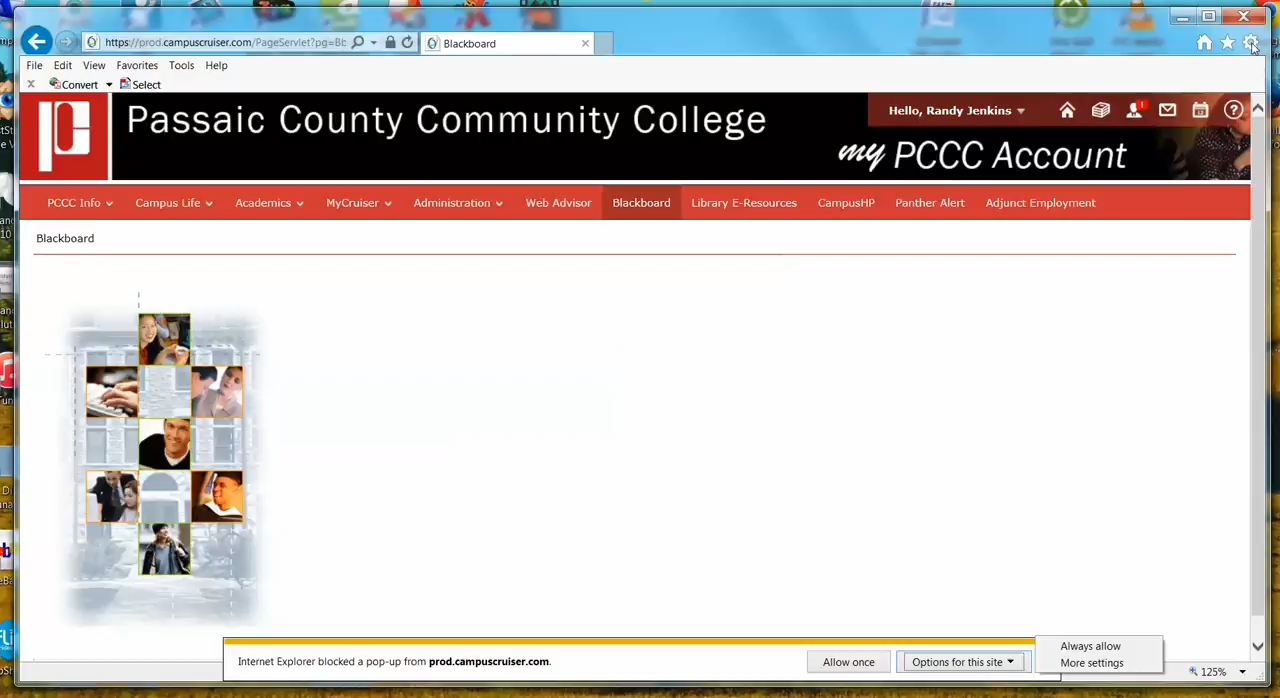 https://prod.campuscruiser.com/PageServlet?pg=Bb
Blackboard
File Edit View Favorites Tools Help
x Convert Select
Passaic County Community College
Hello, Randy Jenkins
1
my PCCC Account
PCCC Info Campus Life Academics MyCruiser Administration Web Advisor Blackboard Library E-Resources CampusHP Panther Alert Adjunct Employment
Blackboard
Internet Explorer blocked a pop-up from prod.campuscruiser.com.
Allow once
Options for this site
Always allow
More settings
125%